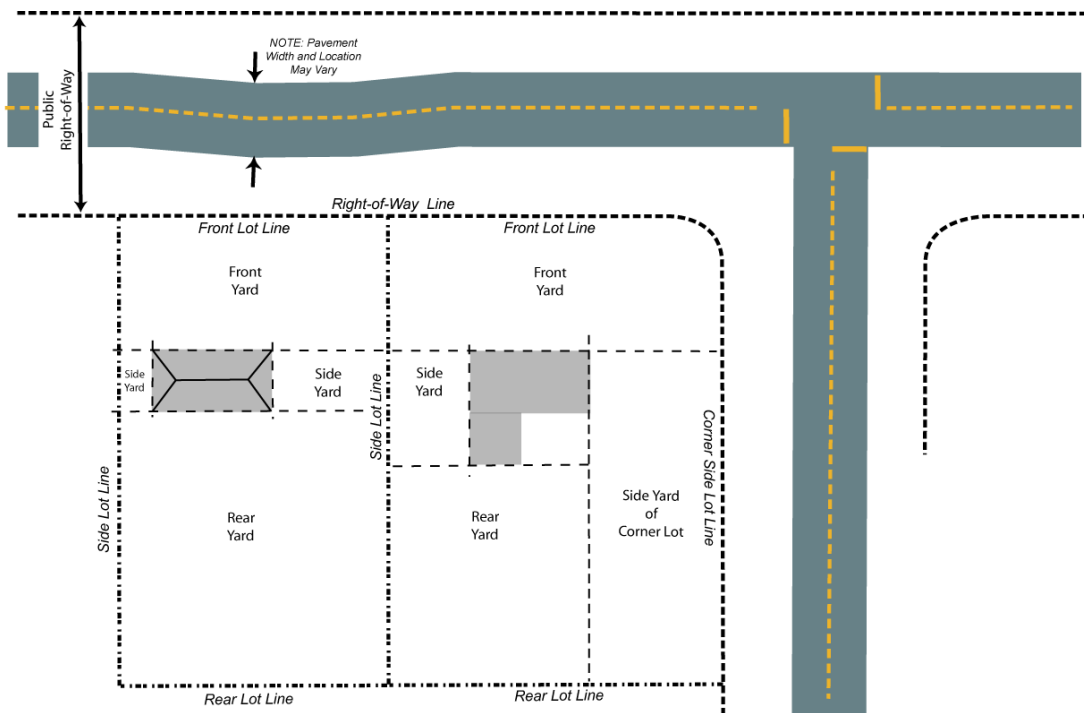 NOTE: Pavement
Width and Location
May Vary
Public
Right-of-Way
Right-of-Way Line
Front Lot Line
Front Lot Line
Front
Yard
Front
Yard
Side
Yard
Side
Yard
Side
Yard
Side Lot Line
Side Lot Line
Corner Side Lot Line
Rear
Yard
Rear
Yard
Side Yard
of
Corner Lot
Rear Lot Line
Rear Lot Line